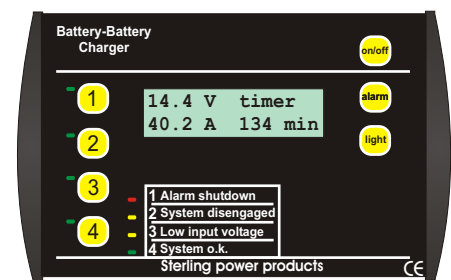 Battery-Battery
Charger
on/off
1
14.4 V timer
alarm
40.2 A 134 min
2
light
3
1 Alarm shutdown
2 System disengaged
4
3 Low input voltage
4 System o.k.
Sterling power products
CE